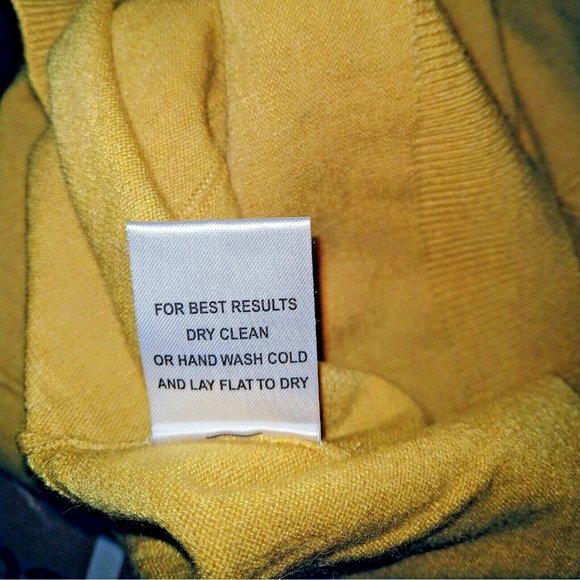 FOR BEST RESULTS
DRY CLEAN
OR HAND WASH COLD
AND LAY FLAT TO DRY